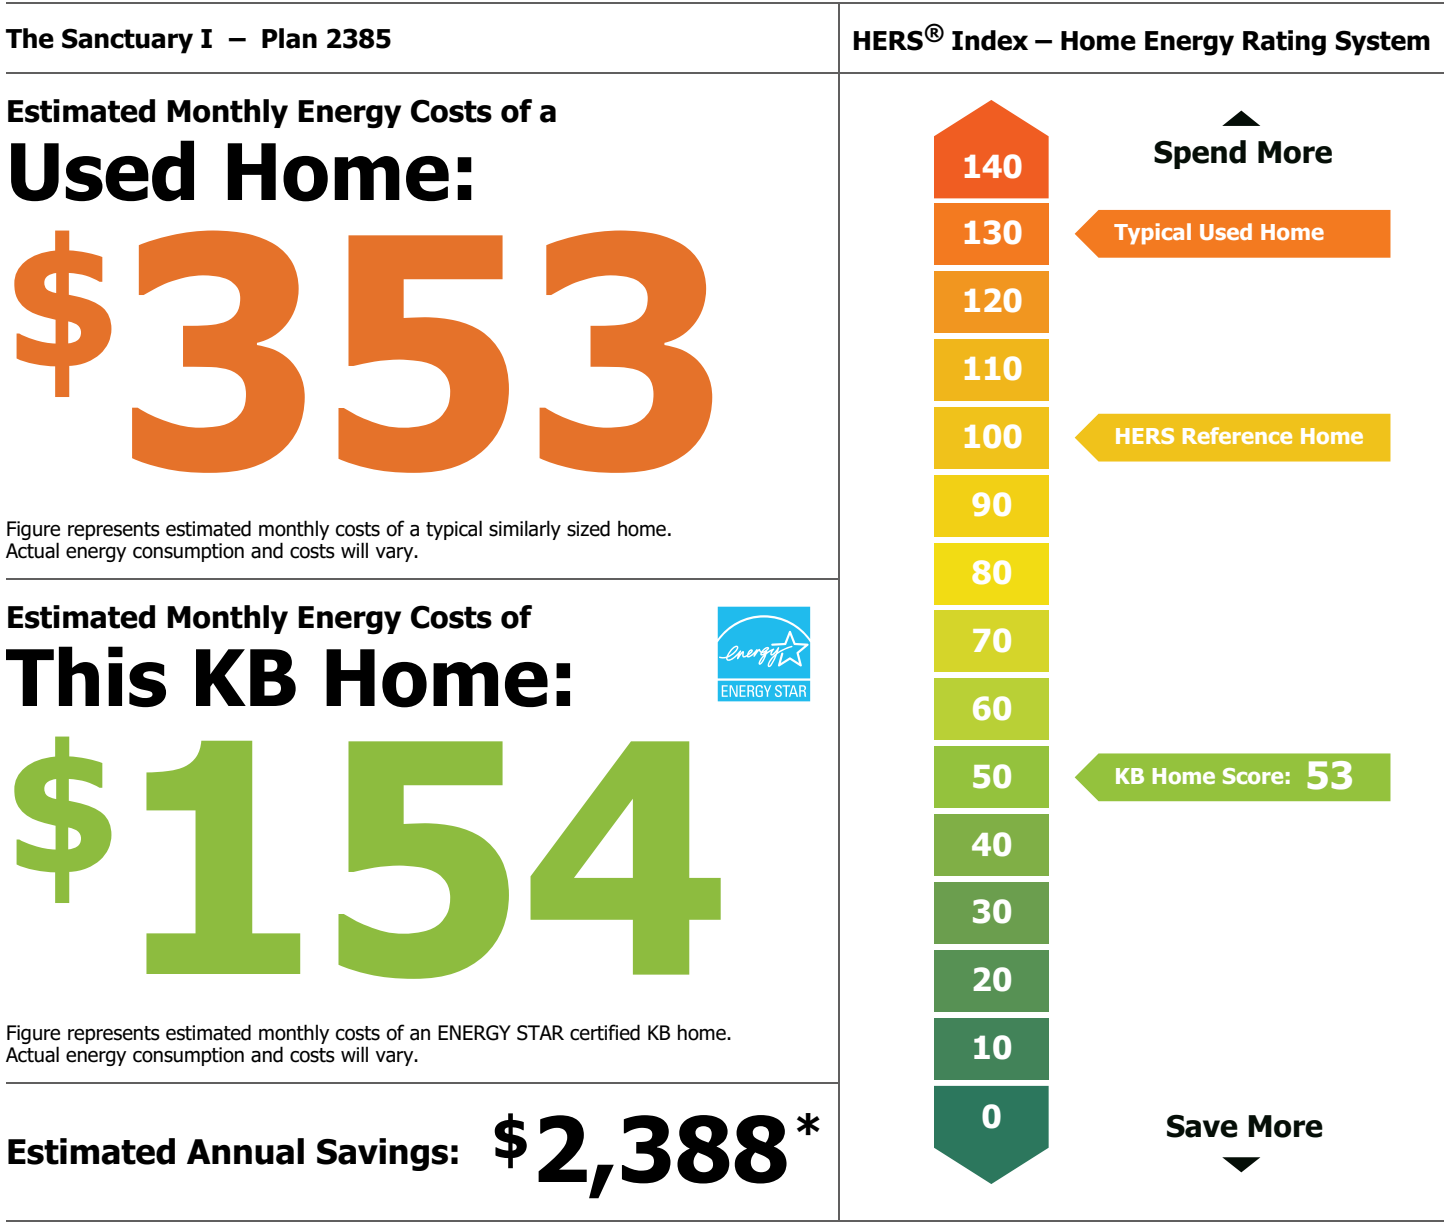 The Sanctuary I – Plan 2385
Estimated Monthly Energy Costs of a
Used Home:
$353
Figure represents estimated monthly costs of a typical similarly sized home.
Actual energy consumption and costs will vary.
Estimated Monthly Energy Costs of
This KB Home:
energy
ENERGY STAR
$154
Figure represents estimated monthly costs of an ENERGY STAR certified KB home.
Actual energy consumption and costs will vary.
Estimated Annual Savings: $2,388*
HERS® Index – Home Energy Rating System
Spend More
140
130
Typical Used Home
120
110
100
HERS Reference Home
90
80
70
60
50
KB Home Score: 53
40
30
20
10
0
Save More